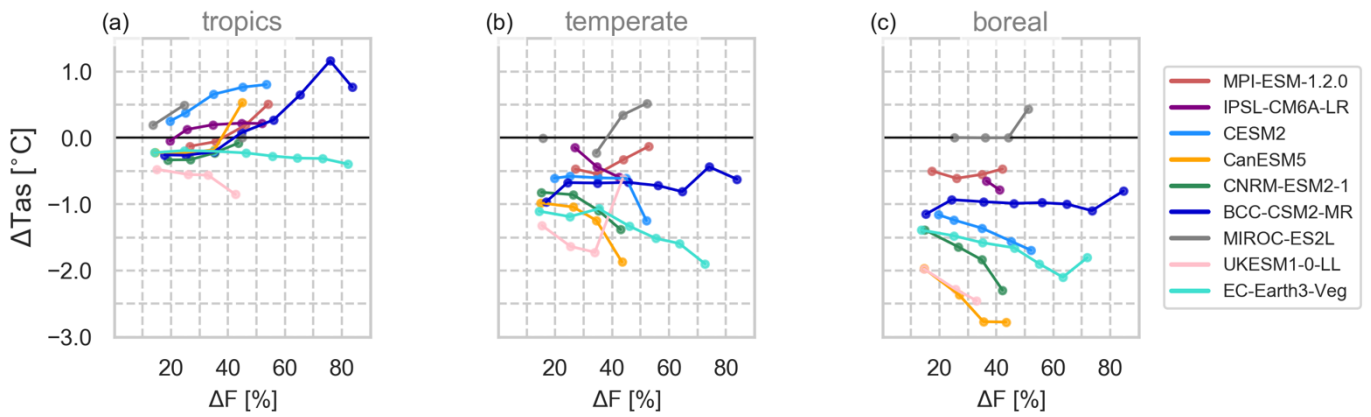 (a) tropics
(b) temperate
(c) boreal
1.0
0.0
−1.0
−2.0
−3.0
ΔTas [°C]
20 40 60 80
20 40 60 80
20 40 60 80
ΔF [%]
ΔF [%]
ΔF [%]
MPI-ESM-1.2.0
IPSL-CM6A-LR
CESM2
CanESM5
CNRM-ESM2-1
BCC-CSM2-MR
MIROC-ES2L
UKESM1-0-LL
EC-Earth3-Veg